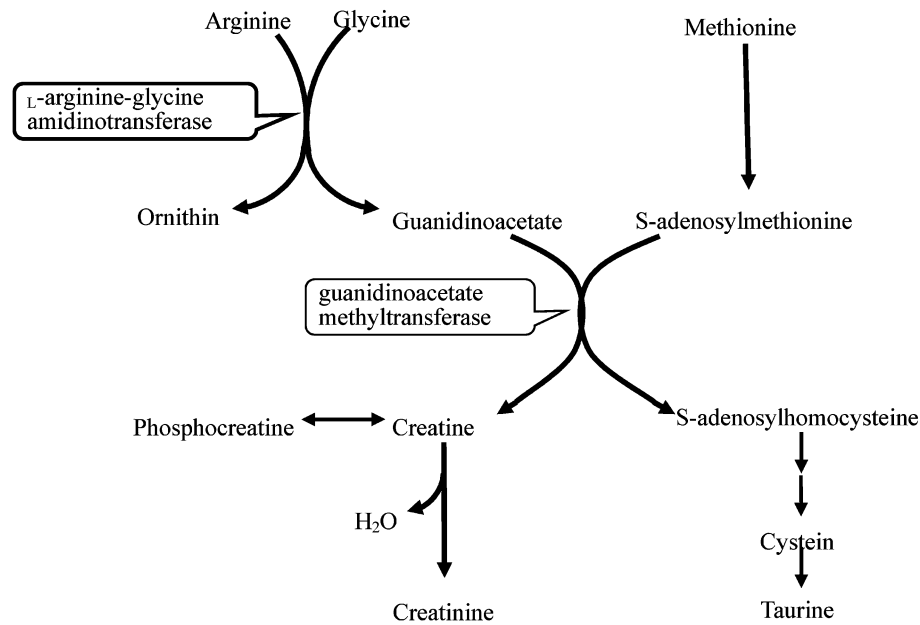 Arginine Glycine
Methionine
L-arginine-glycine
amidinotransferase
Ornithin
Guanidinoacetate
S-adenosylmethionine
guanidinoacetate
methyltransferase
Phosphocreatine
Creatine
S-adenosylhomocysteine
H₂O
Cystein
Creatinine
Taurine